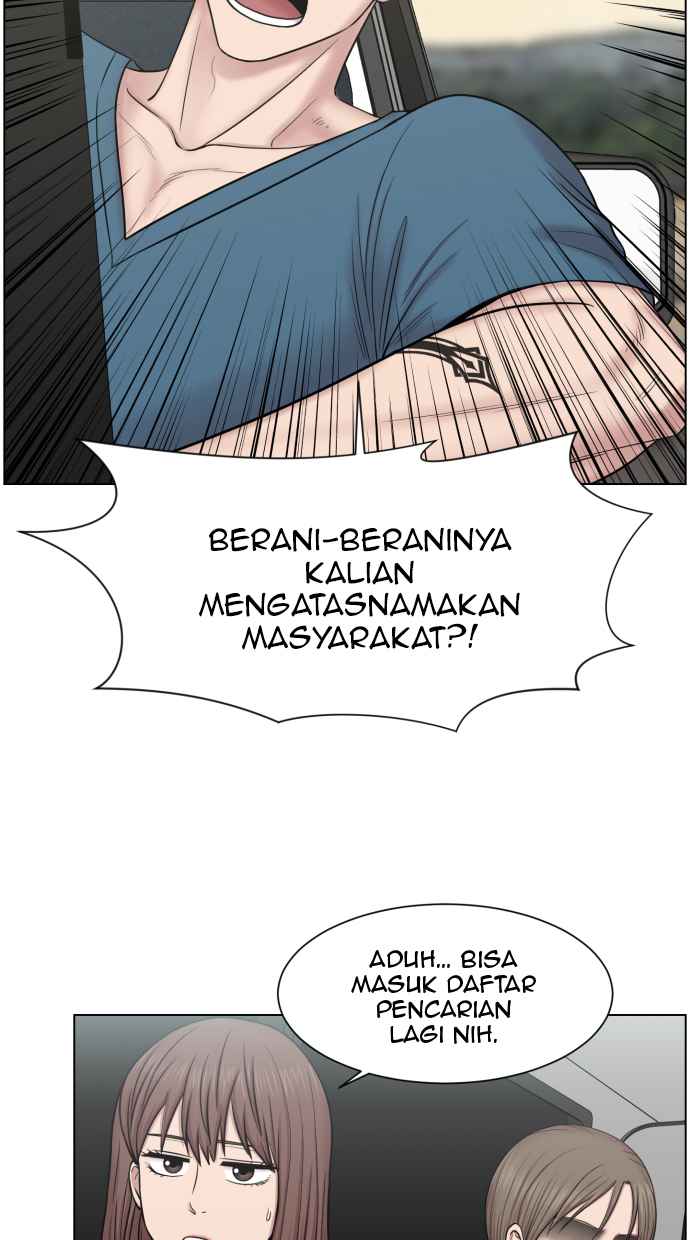 BERANI-BERANINYA
KALIAN
MENGATASNAMAKAN
MASYARAKAT?!
ADUH... BISA
MASUK DAFTAR
PENCARIAN
LAGI NIH.